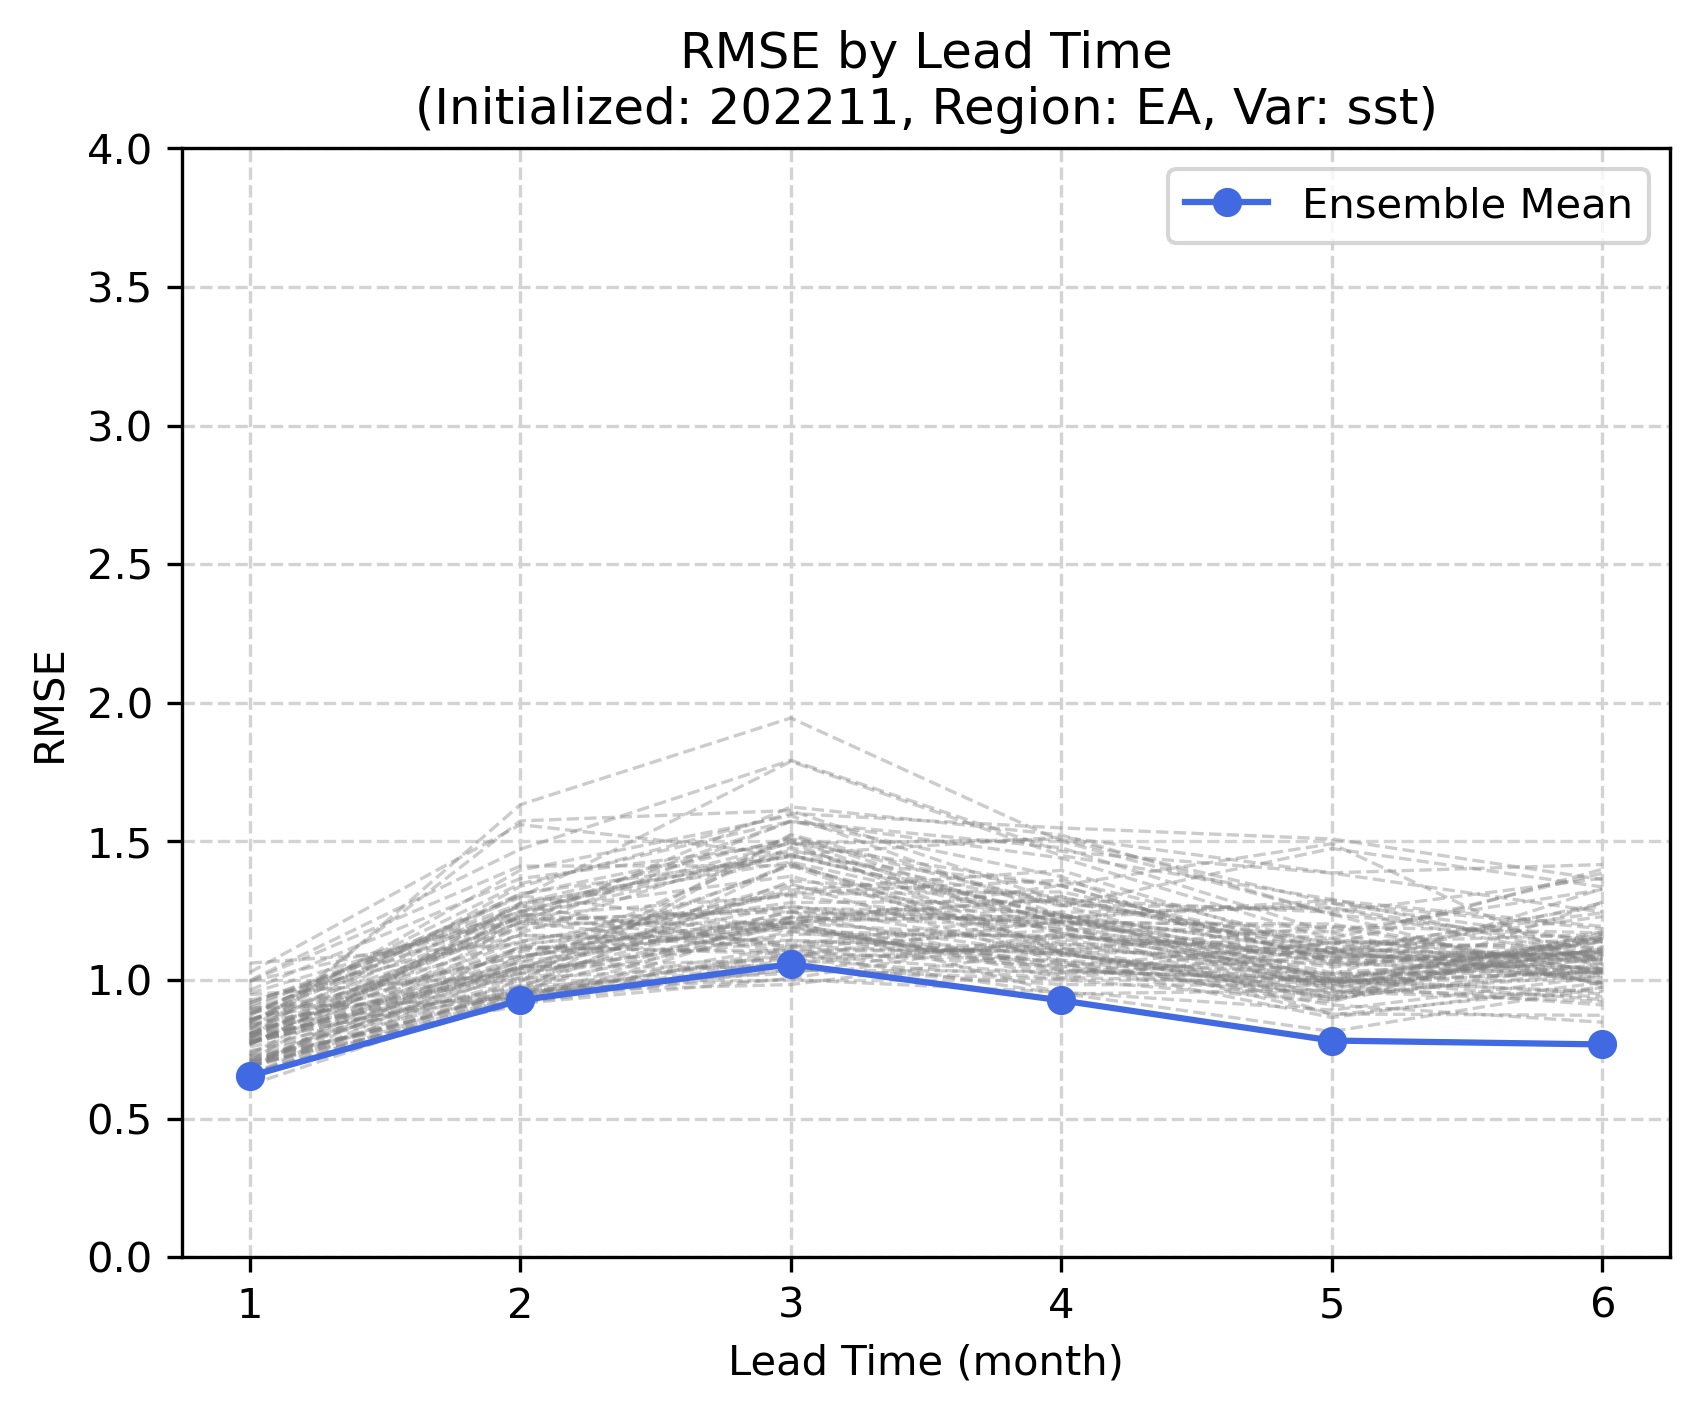 RMSE by Lead Time
(Initialized: 202211, Region: EA, Var: sst)
Ensemble Mean
4.0
3.5
3.0
2.5
2.0
1.5
1.0
0.5
0.0
RMSE
1 2 3 4 5 6
Lead Time (month)